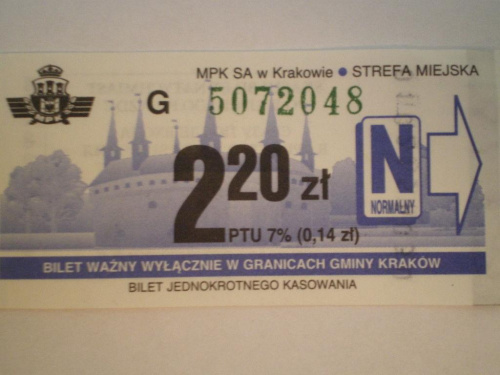 MPK SA w Krakowie • STREFA MIEJSKA
MPK
G 5072048
2 20 zł
N
NORMALNY
PTU 7% (0,14 zł)
BILET WAŻNY WYŁĄCZNIE W GRANICACH GMINY KRAKÓW
BILET JEDNOKROTNEGO KASOWANIA